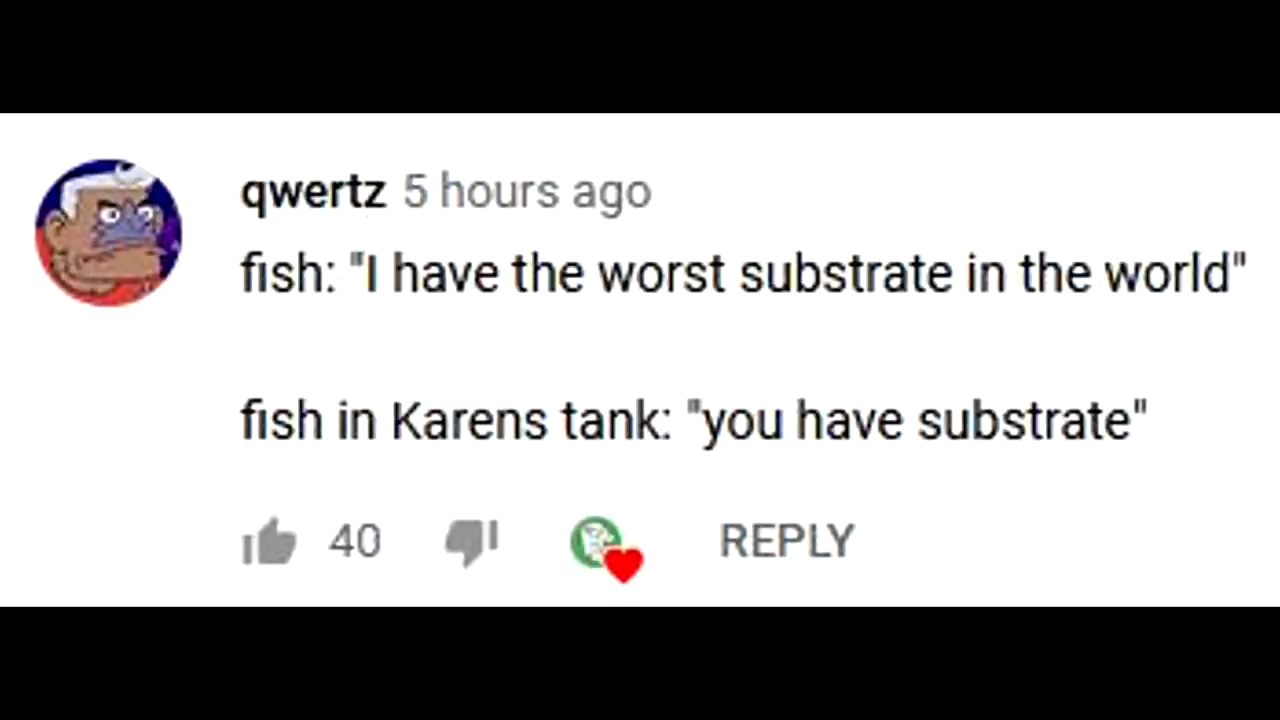 qwertz 5 hours ago
fish: "I have the worst substrate in the world"
fish in Karens tank: "you have substrate"
40 REPLY